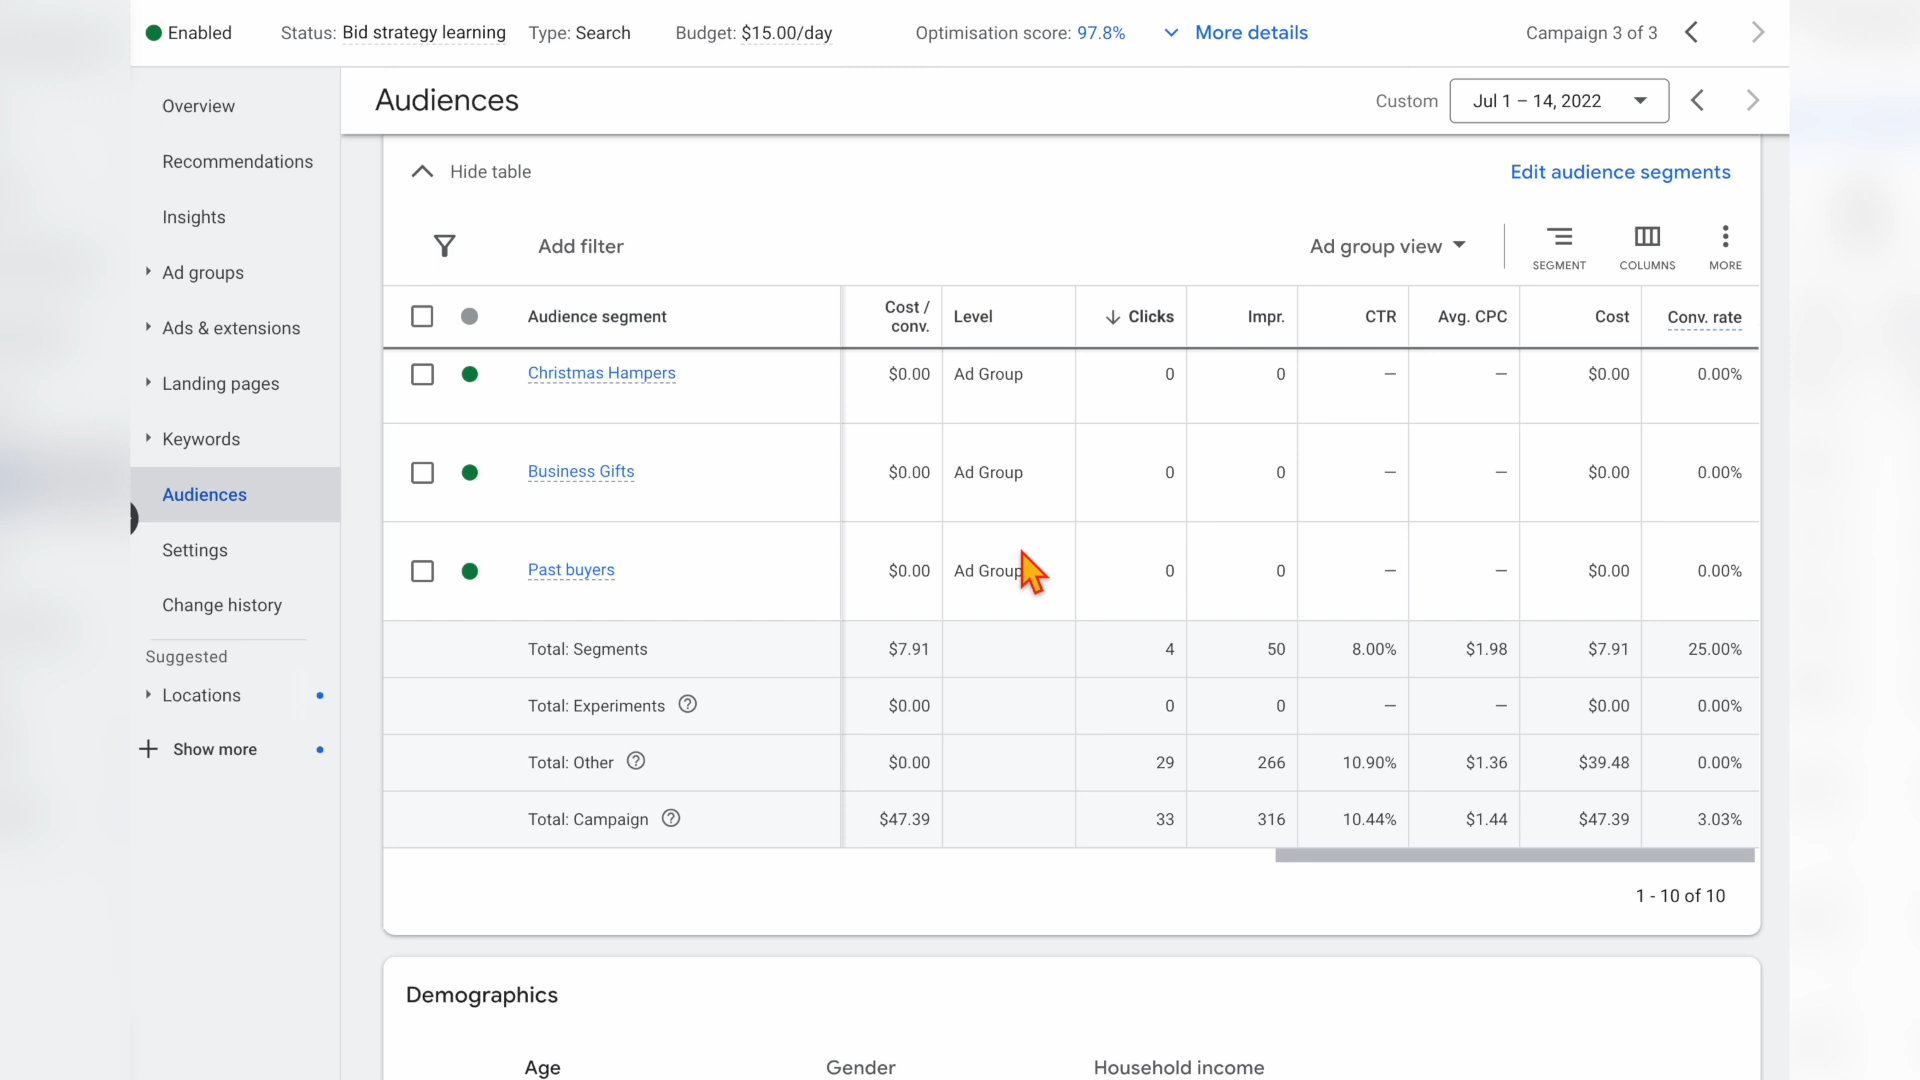 Enabled Status: Bid strategy learning Type: Search Budget: $15.00/day Optimisation score: 97.8% More details Campaign 3 of 3
Overview
Recommendations
Insights
Ad groups
Ads & extensions
Landing pages
Keywords
Audiences
Settings
Change history
Suggested
Locations
Show more
Audiences Custom Jul 1 – 14, 2022
Hide table Edit audience segments
Add filter Ad group view SEGMENT COLUMNS MORE
Audience segment Cost / conv. Level Clicks Impr. CTR Avg. CPC Cost Conv. rate
Christmas Hampers $0.00 Ad Group 0 0 — — $0.00 0.00%
Business Gifts $0.00 Ad Group 0 0 — — $0.00 0.00%
Past buyers $0.00 Ad Group 0 0 — — $0.00 0.00%
Total: Segments $7.91 4 50 8.00% $1.98 $7.91 25.00%
Total: Experiments $0.00 0 0 — — $0.00 0.00%
Total: Other $0.00 29 266 10.90% $1.36 $39.48 0.00%
Total: Campaign $47.39 33 316 10.44% $1.44 $47.39 3.03%
1 - 10 of 10
Demographics
Age Gender Household income